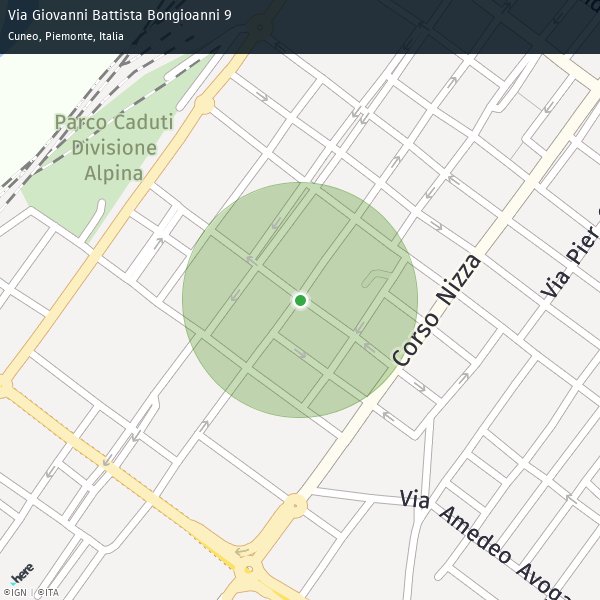 Via Giovanni Battista Bongioanni 9
Cuneo, Piemonte, Italia
Parco Caduti
Divisione
Alpina
Corso Nizza
Via Pier
Via Amedeo Avoga
here
©IGN | ©ITA